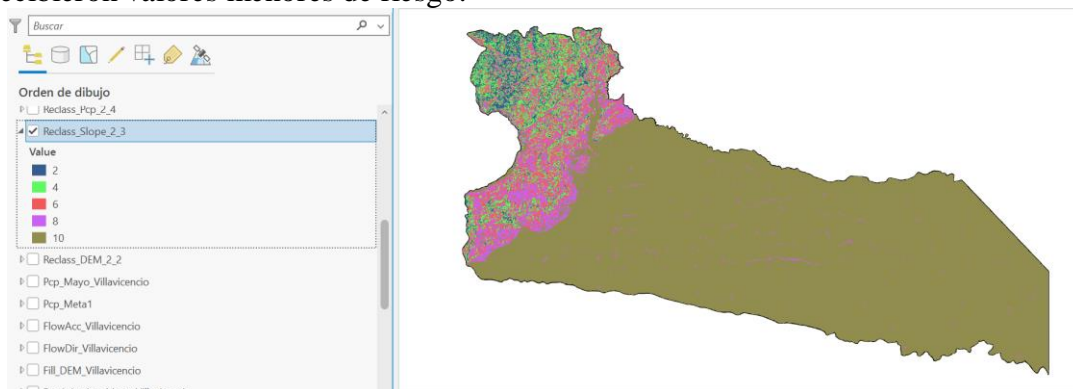 Buscar
Orden de dibujo
Reclass_Pcp_2_4
Reclass_Slope_2_3
Value
2
4
6
8
10
Reclass_DEM_2_2
Pcp_Mayo_Villavicencio
Pcp_Meta1
FlowAcc_Villavicencio
FlowDir_Villavicencio
Fill_DEM_Villavicencio